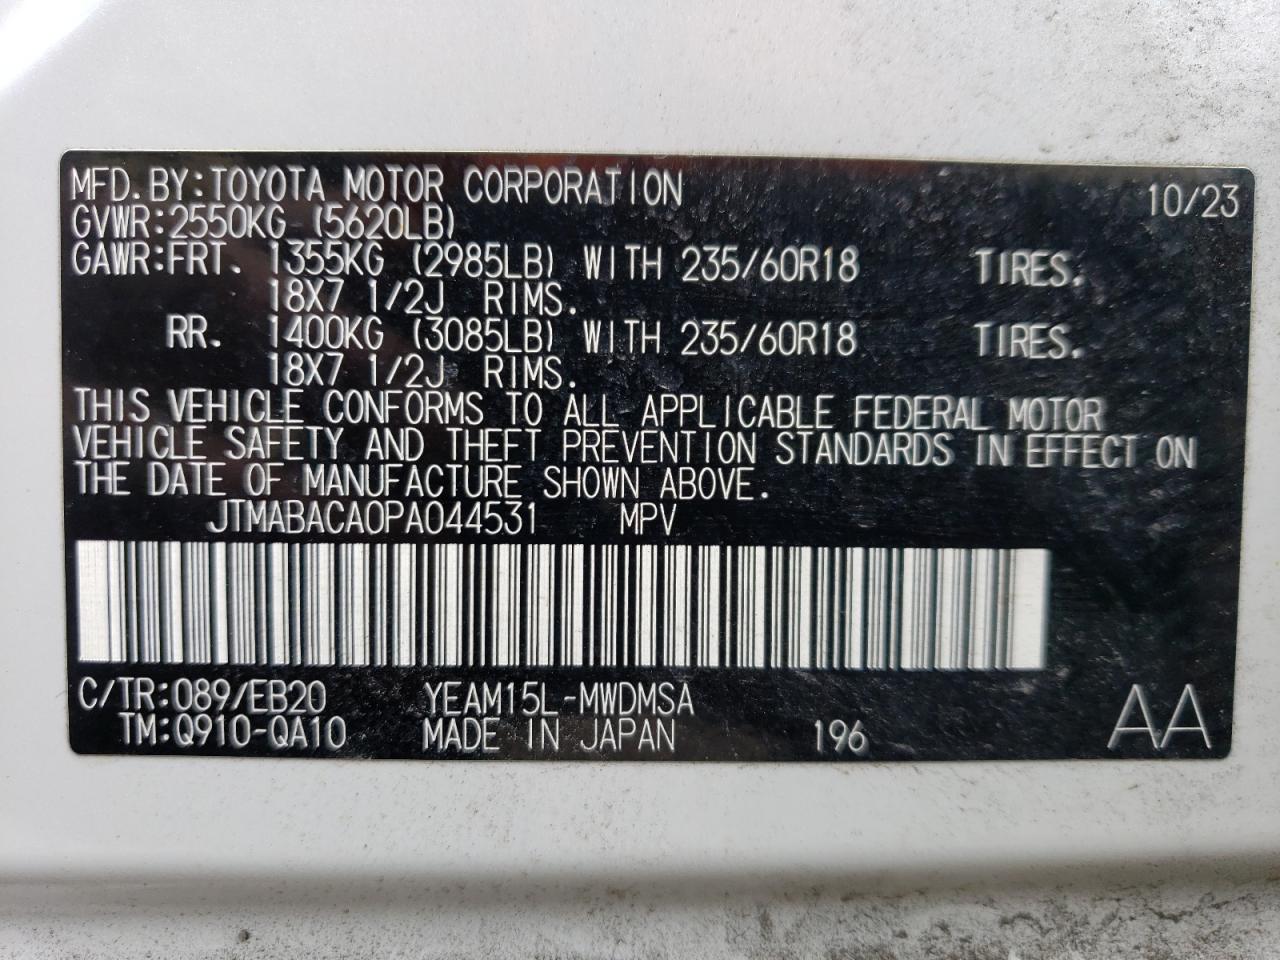 MFD. BY:TOYOTA MOTOR CORPORATION 10/23
GVWR:2550KG (5620LB)
GAWR:FRT. 1355KG (2985LB) WITH 235/60R18 TIRES.
18X7 1/2J RIMS.
RR. 1400KG (3085LB) WITH 235/60R18 TIRES.
18X7 1/2J RIMS.
THIS VEHICLE CONFORMS TO ALL APPLICABLE FEDERAL MOTOR
VEHICLE SAFETY AND THEFT PREVENTION STANDARDS IN EFFECT ON
THE DATE OF MANUFACTURE SHOWN ABOVE.
JTMABACA0PA044531 MPV
C/TR:089/EB20 YEAM15L-MWDMSA
TM:Q910-QA10 MADE IN JAPAN 196 AA